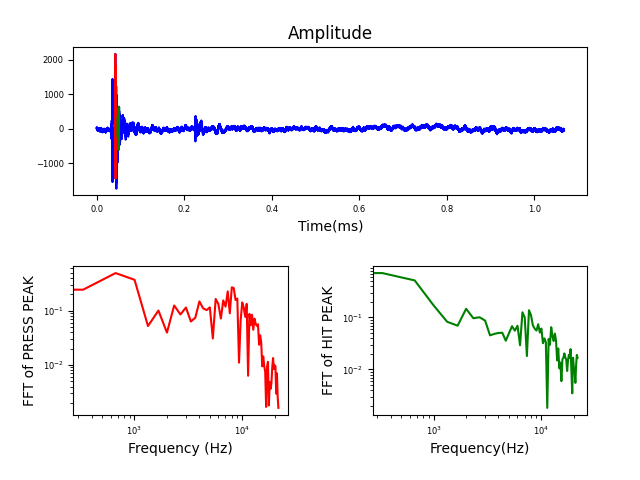 Amplitude
2000
1000
0
−1000
0.0 0.2 0.4 0.6 0.8 1.0
Time(ms)
FFT of PRESS PEAK
10⁻¹
10⁻²
10³ 10⁴
Frequency (Hz)
FFT of HIT PEAK
10⁻¹
10⁻²
10³ 10⁴
Frequency(Hz)